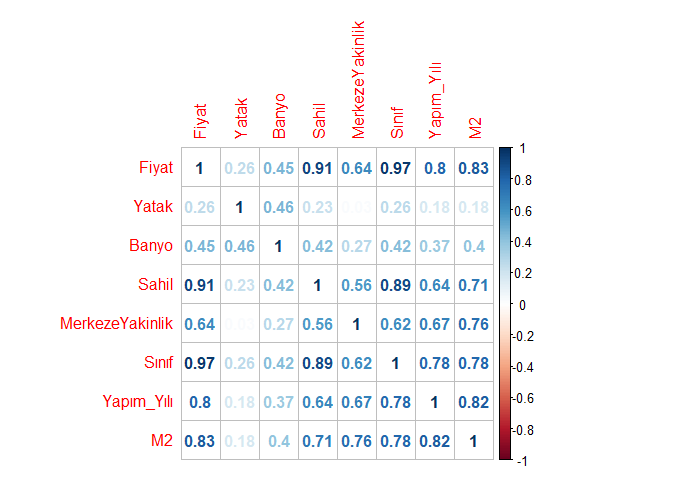 Fiyat Yatak Banyo Sahil MerkezeYakinlik Sınıf Yapım_Yılı M2
Fiyat 1 0.26 0.45 0.91 0.64 0.97 0.8 0.83
Yatak 0.26 1 0.46 0.23 0.26 0.18 0.18
Banyo 0.45 0.46 1 0.42 0.27 0.42 0.37 0.4
Sahil 0.91 0.23 0.42 1 0.56 0.89 0.64 0.71
MerkezeYakinlik 0.64 0.27 0.56 1 0.62 0.67 0.76
Sınıf 0.97 0.26 0.42 0.89 0.62 1 0.78 0.78
Yapım_Yılı 0.8 0.18 0.37 0.64 0.67 0.78 1 0.82
M2 0.83 0.18 0.4 0.71 0.76 0.78 0.82 1
1
0.8
0.6
0.4
0.2
0
-0.2
-0.4
-0.6
-0.8
-1